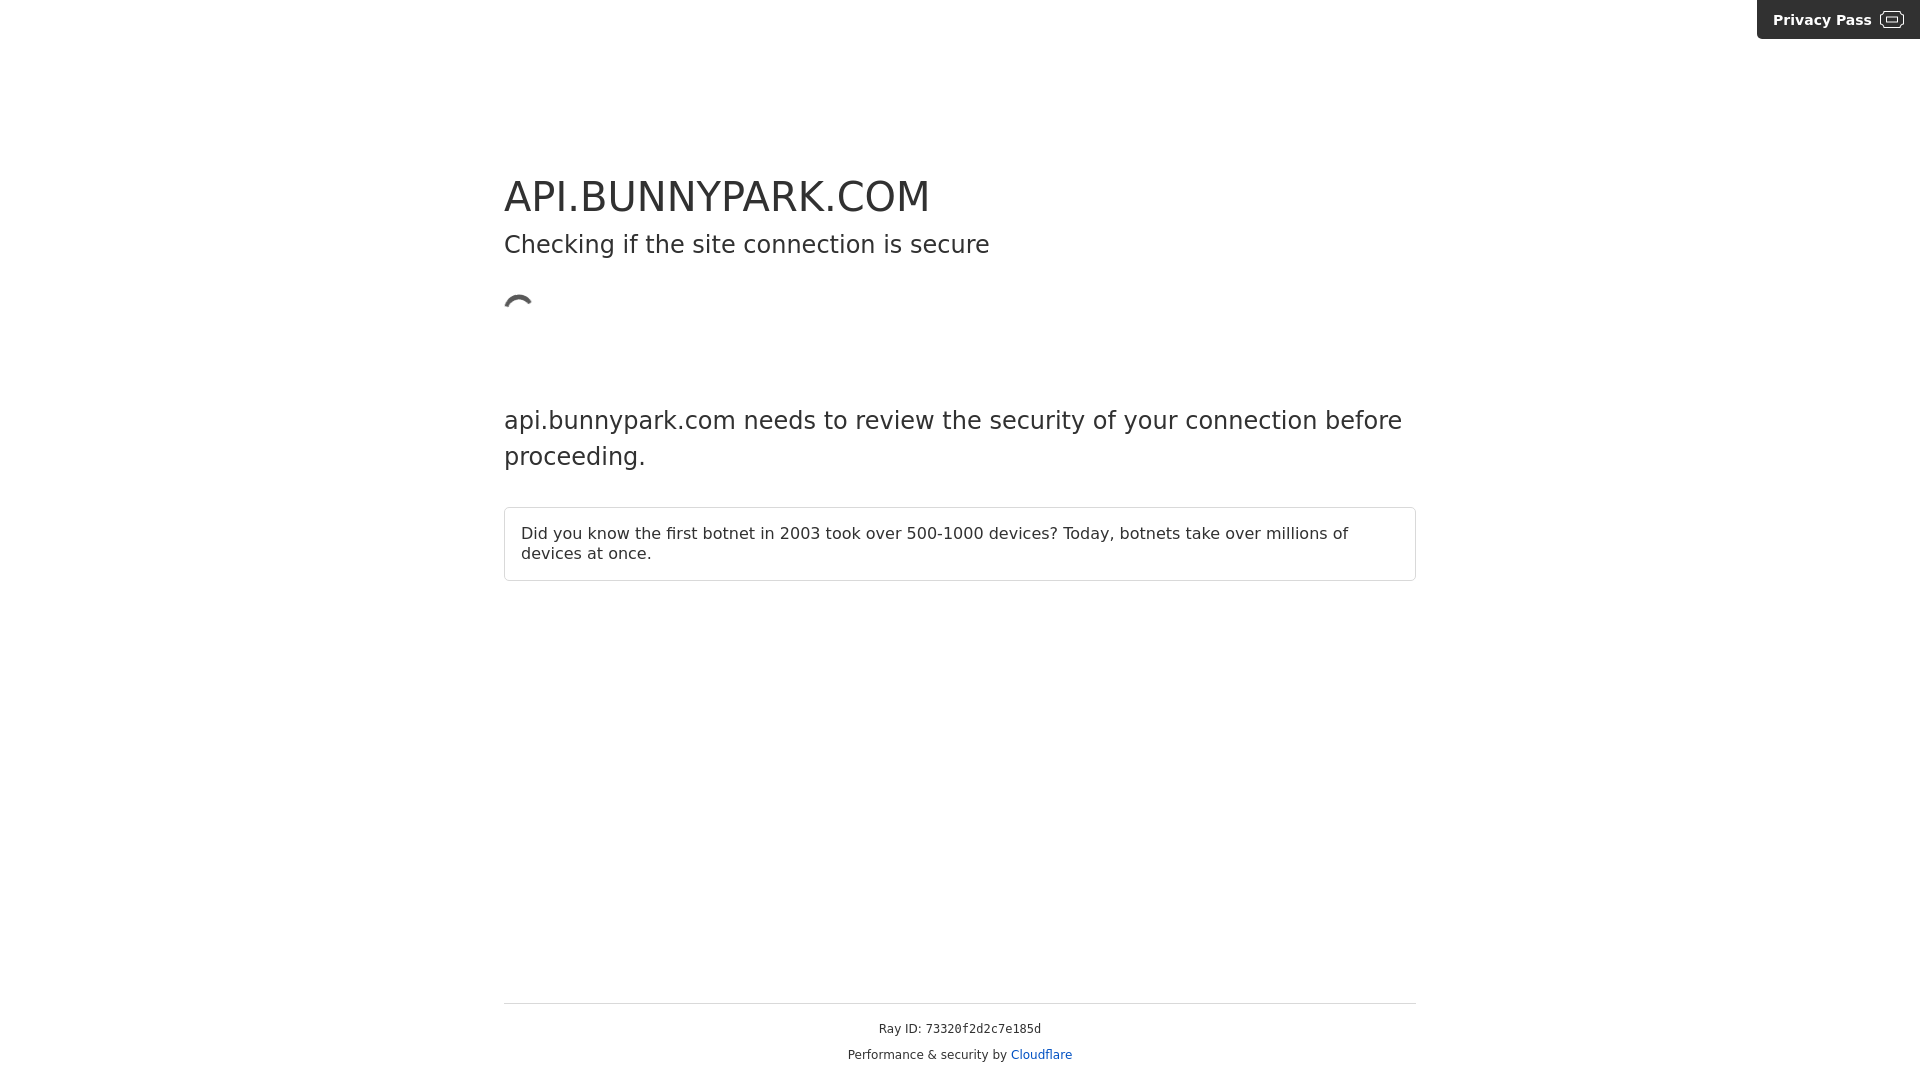 Privacy Pass
API.BUNNYPARK.COM
Checking if the site connection is secure
api.bunnypark.com needs to review the security of your connection before
proceeding.
Did you know the first botnet in 2003 took over 500-1000 devices? Today, botnets take over millions of
devices at once.
Ray ID: 73320f2d2c7e185d
Performance & security by Cloudflare